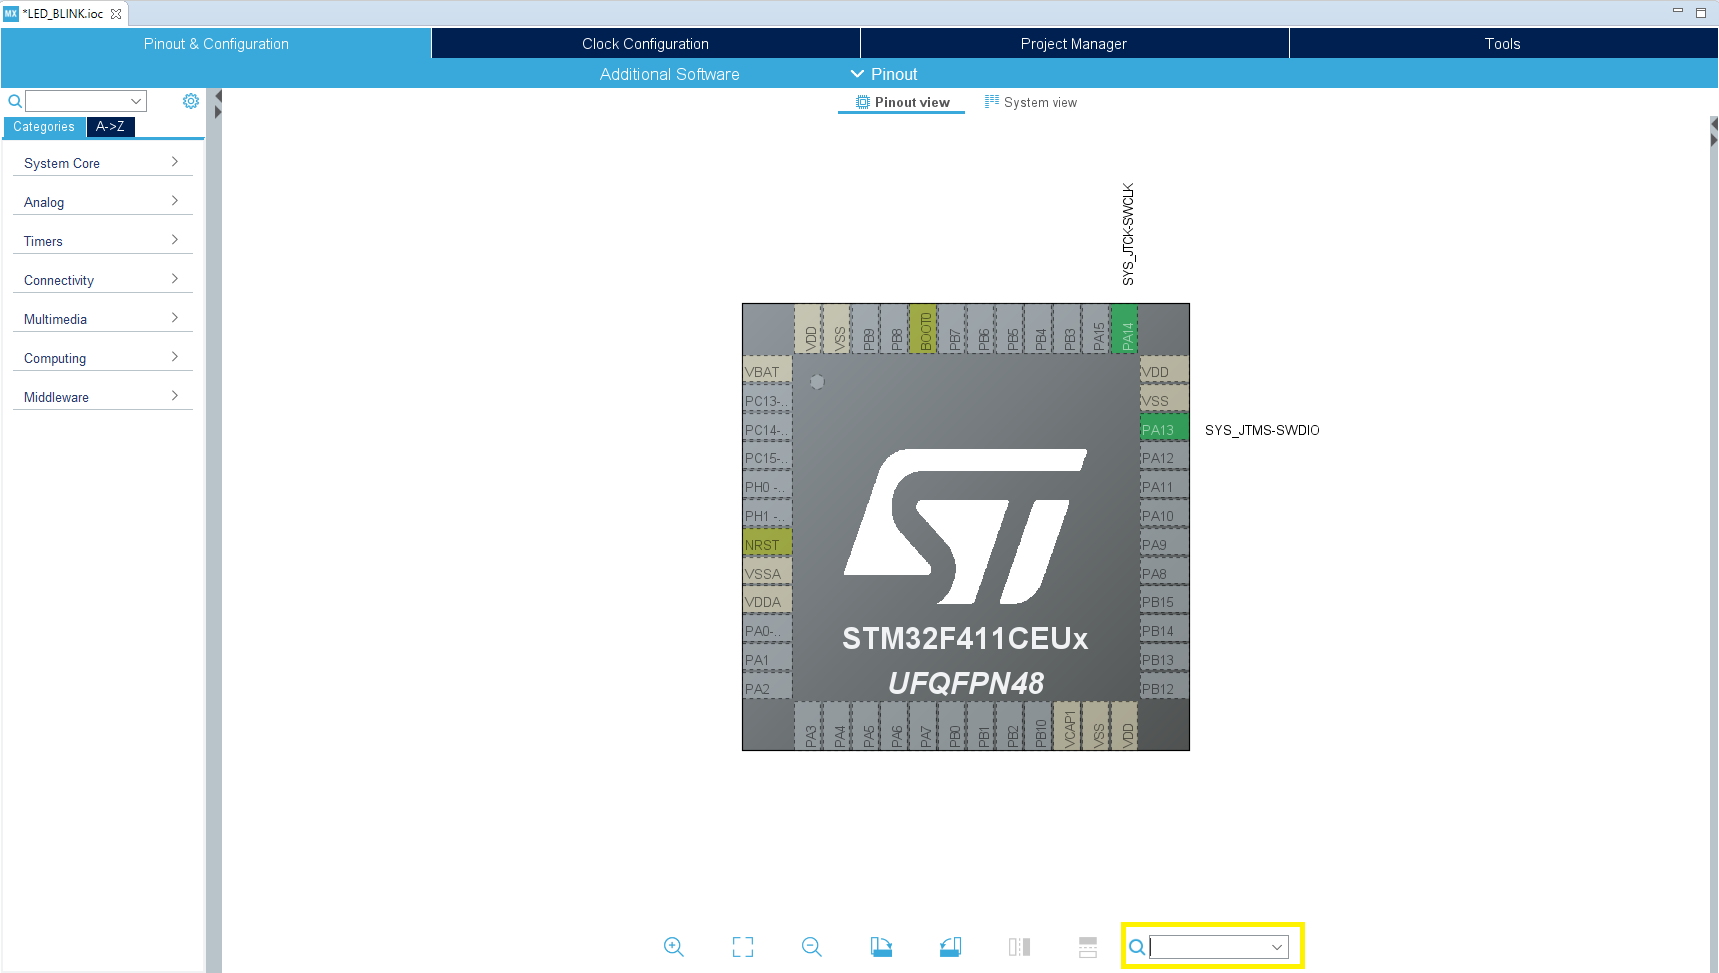 MX *LED_BLINK.ioc
Pinout & Configuration
Clock Configuration
Project Manager
Tools
Additional Software
Pinout
Categories
A->Z
Pinout view
System view
System Core
Analog
Timers
Connectivity
Multimedia
Computing
Middleware
SYS_JTCK-SWCLK
VDD
VSS
PB9
PB8
BOOT0
PB7
PB6
PB5
PB4
PB3
PA15
PA14
VBAT
PC13-..
PC14-..
PC15-..
PH0 -..
PH1 -..
NRST
VSSA
VDDA
PA0-..
PA1
PA2
VDD
VSS
PA13
SYS_JTMS-SWDIO
PA12
PA11
PA10
PA9
PA8
PB15
PB14
PB13
PB12
ST
STM32F411CEUx
UFQFPN48
PA3
PA4
PA5
PA6
PA7
PB0
PB1
PB2
PB10
VCAP1
VSS
VDD